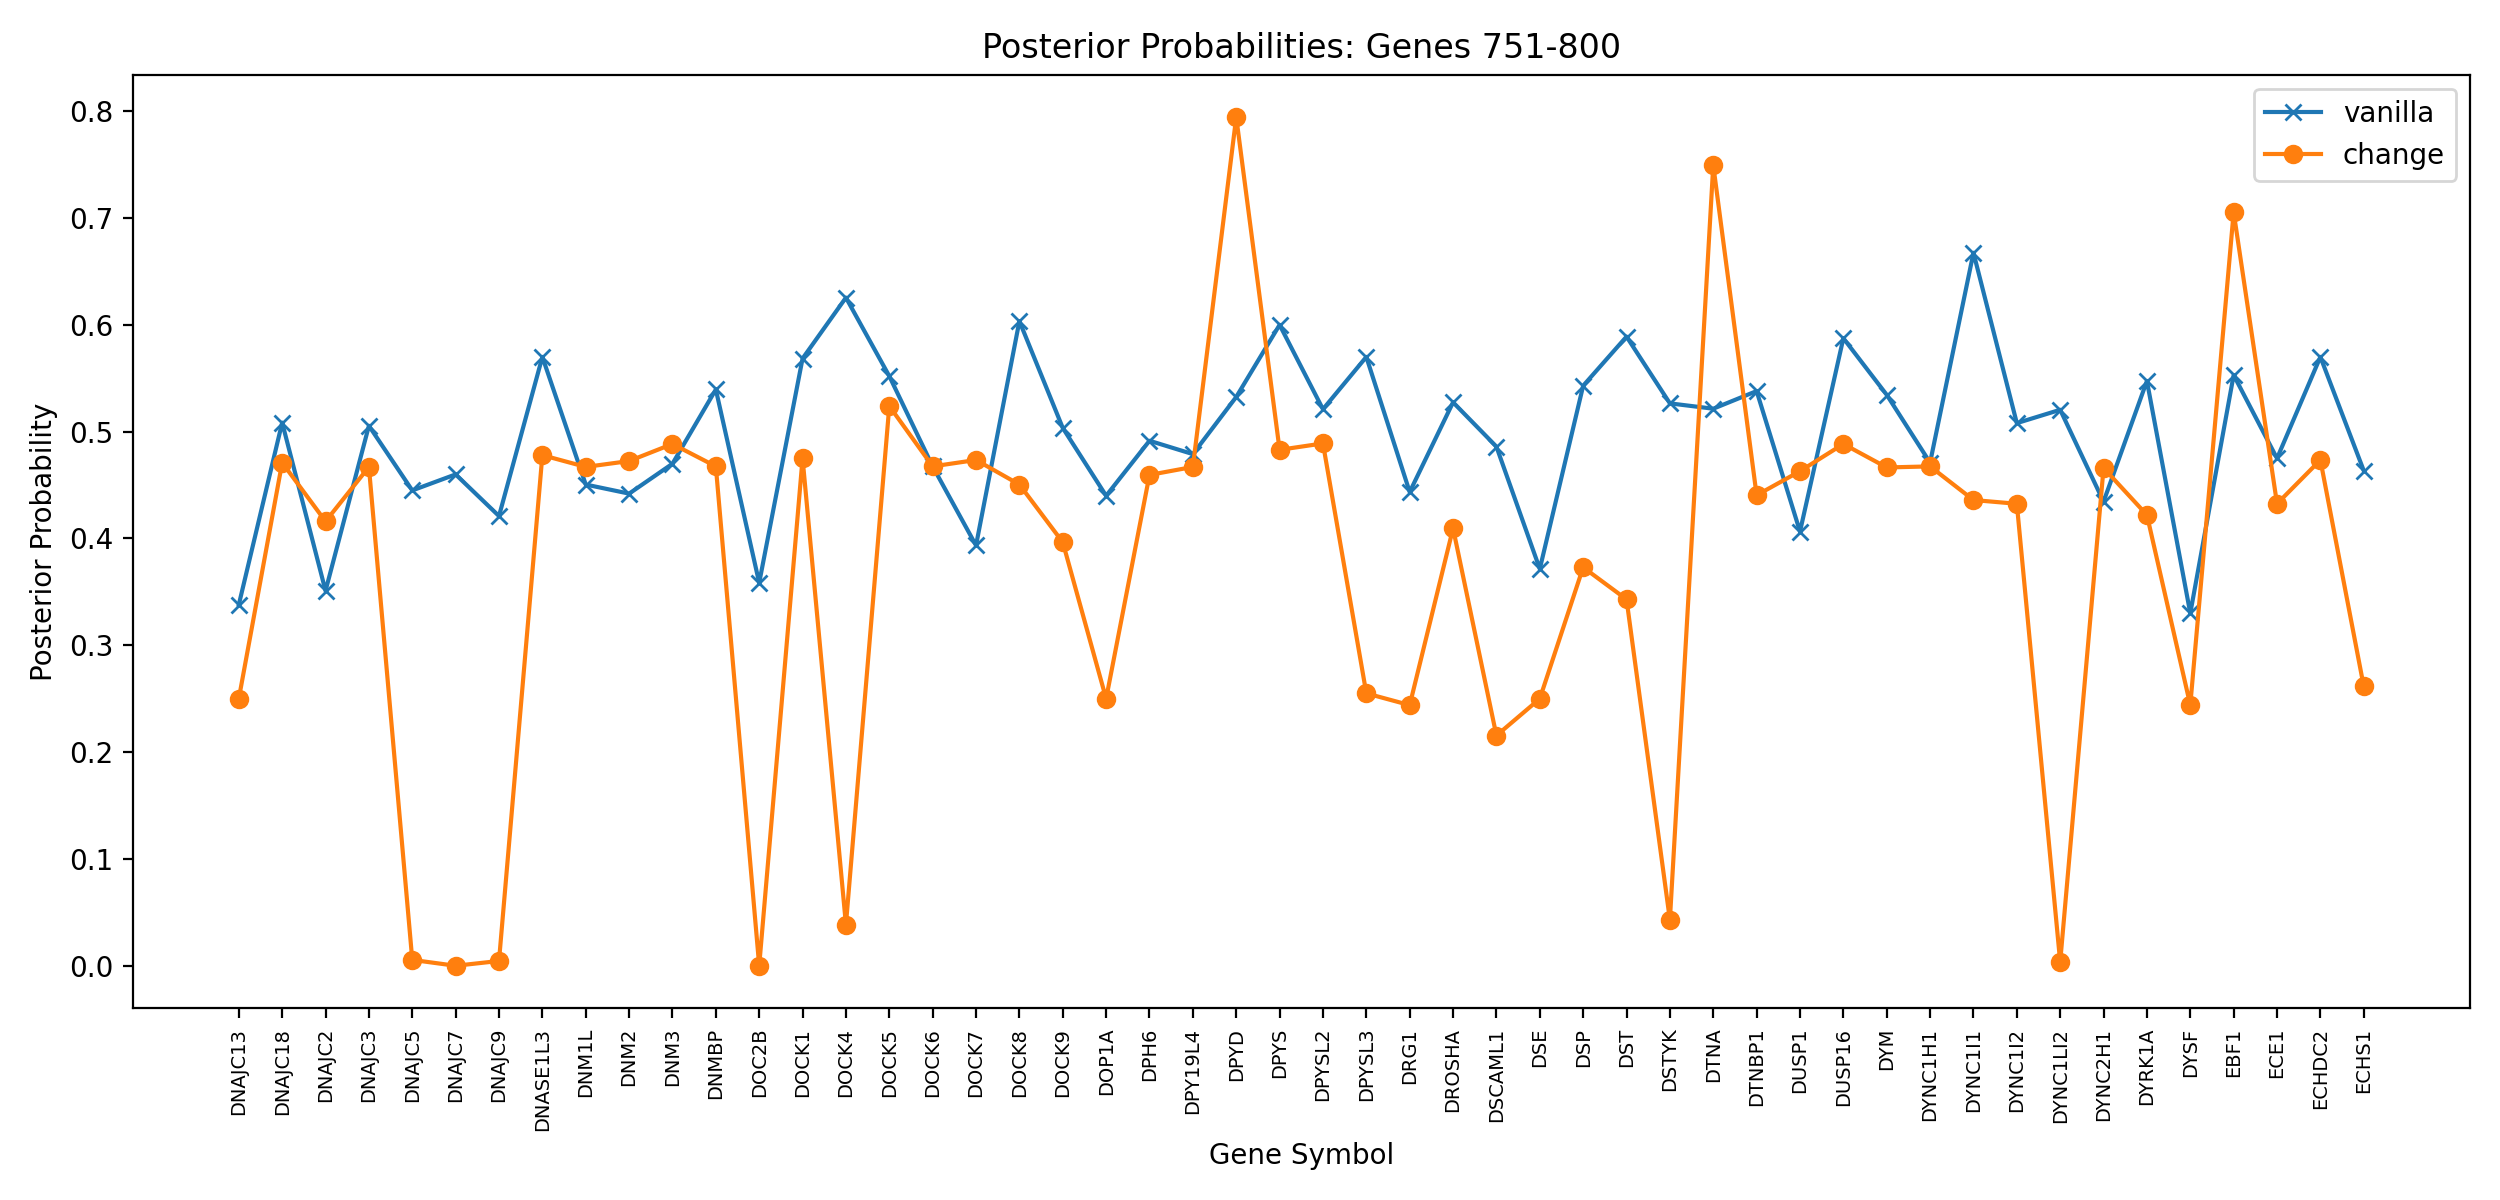 Posterior Probabilities: Genes 751-800
vanilla
change
Posterior Probability
0.8
0.7
0.6
0.5
0.4
0.3
0.2
0.1
0.0
DNAJC13
DNAJC18
DNAJC2
DNAJC3
DNAJC5
DNAJC7
DNAJC9
DNASE1L3
DNM1L
DNM2
DNM3
DNMBP
DOC2B
DOCK1
DOCK4
DOCK5
DOCK6
DOCK7
DOCK8
DOCK9
DOP1A
DPH6
DPY19L4
DPYD
DPYS
DPYSL2
DPYSL3
DRG1
DROSHA
DSCAML1
DSE
DSP
DST
DSTYK
DTNA
DTNBP1
DUSP1
DUSP16
DYM
DYNC1H1
DYNC1I1
DYNC1I2
DYNC1LI2
DYNC2H1
DYRK1A
DYSF
EBF1
ECE1
ECHDC2
ECHS1
Gene Symbol